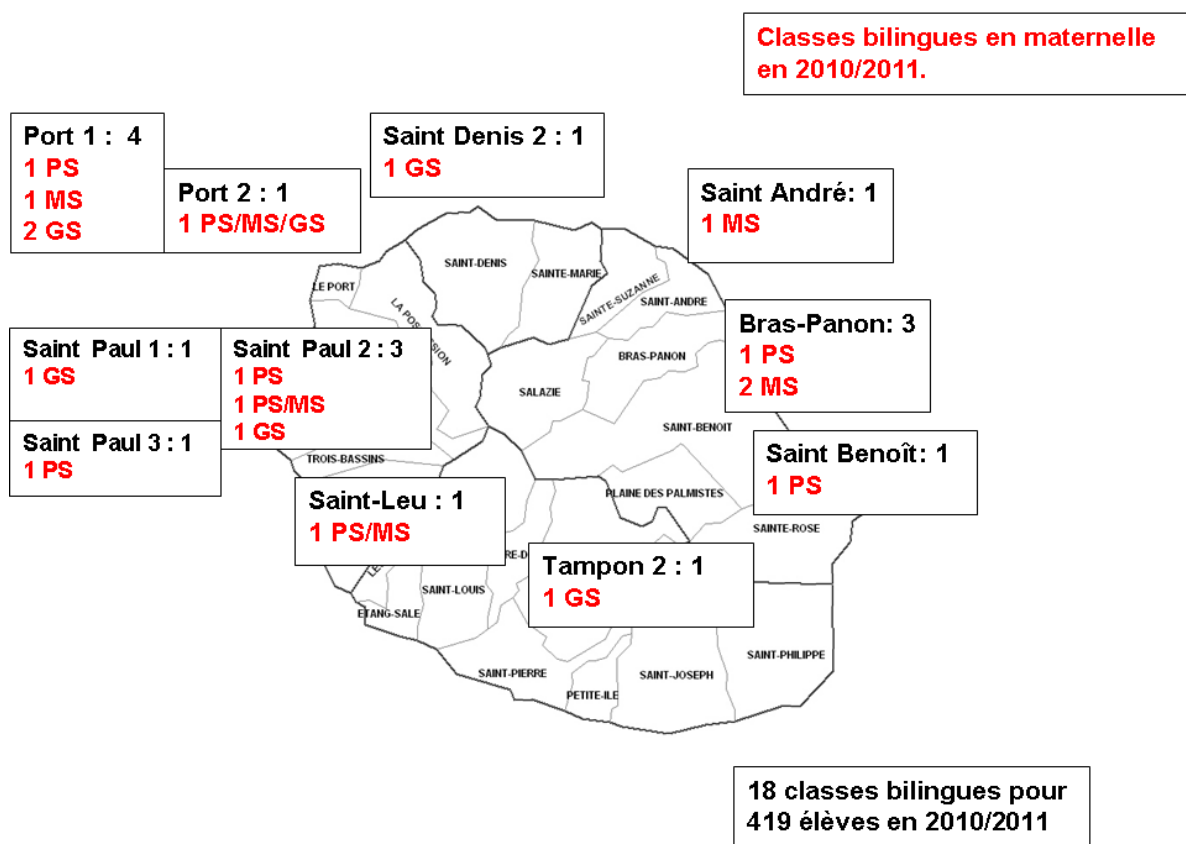 Classes bilingues en maternelle
en 2010/2011.
Port 1 : 4
1 PS
1 MS
2 GS
Port 2 : 1
1 PS/MS/GS
Saint Denis 2 : 1
1 GS
Saint André: 1
1 MS
SAINT-DENIS
SAINTE-MARIE
SAINTE-SUZANNE
SAINT-ANDRE
LE PORT
Saint Paul 1 : 1
1 GS
Saint Paul 2 : 3
1 PS
1 PS/MS
1 GS
Saint Paul 3 : 1
1 PS
Bras-Panon: 3
1 PS
2 MS
BRAS-PANON
SALAZIE
SAINT-BENOIT
Saint Benoît: 1
1 PS
TROIS-BASSINS
Saint-Leu : 1
1 PS/MS
PLAINE DES PALMISTES
SAINTE-ROSE
Tampon 2 : 1
1 GS
SAINT-LOUIS
ETANG-SALE
SAINT-PIERRE
PETITE-ILE
SAINT-JOSEPH
SAINT-PHILIPPE
18 classes bilingues pour
419 élèves en 2010/2011